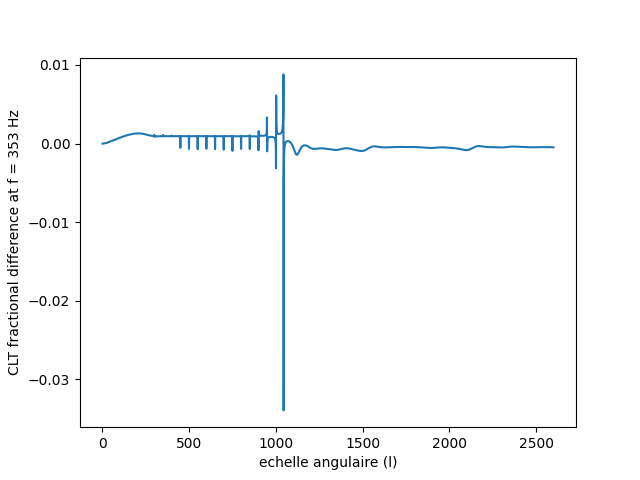 CLT fractional difference at f = 353 Hz
0.01
0.00
−0.01
−0.02
−0.03
0 500 1000 1500 2000 2500
echelle angulaire (l)